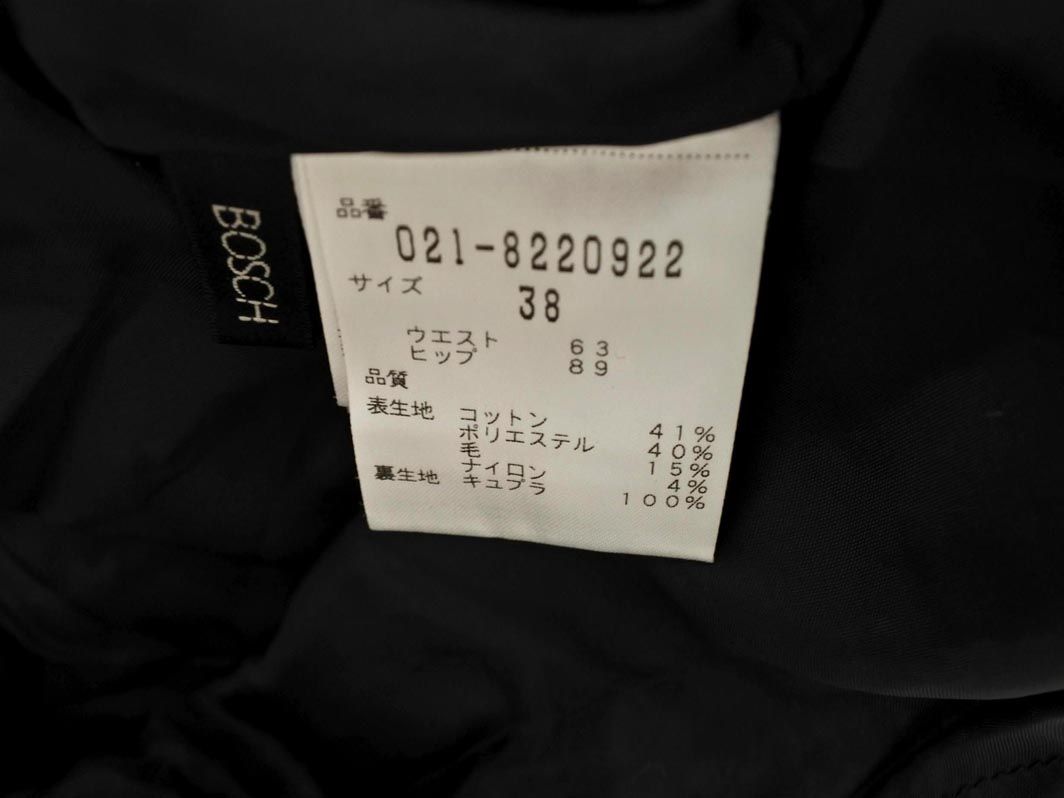 BOSCH
品番
021-8220922
サイズ 38
ウエスト 63
ヒップ 89
品質
表生地 コットン 41%
ポリエステル 40%
毛 15%
ナイロン 4%
裏生地 キュプラ 100%